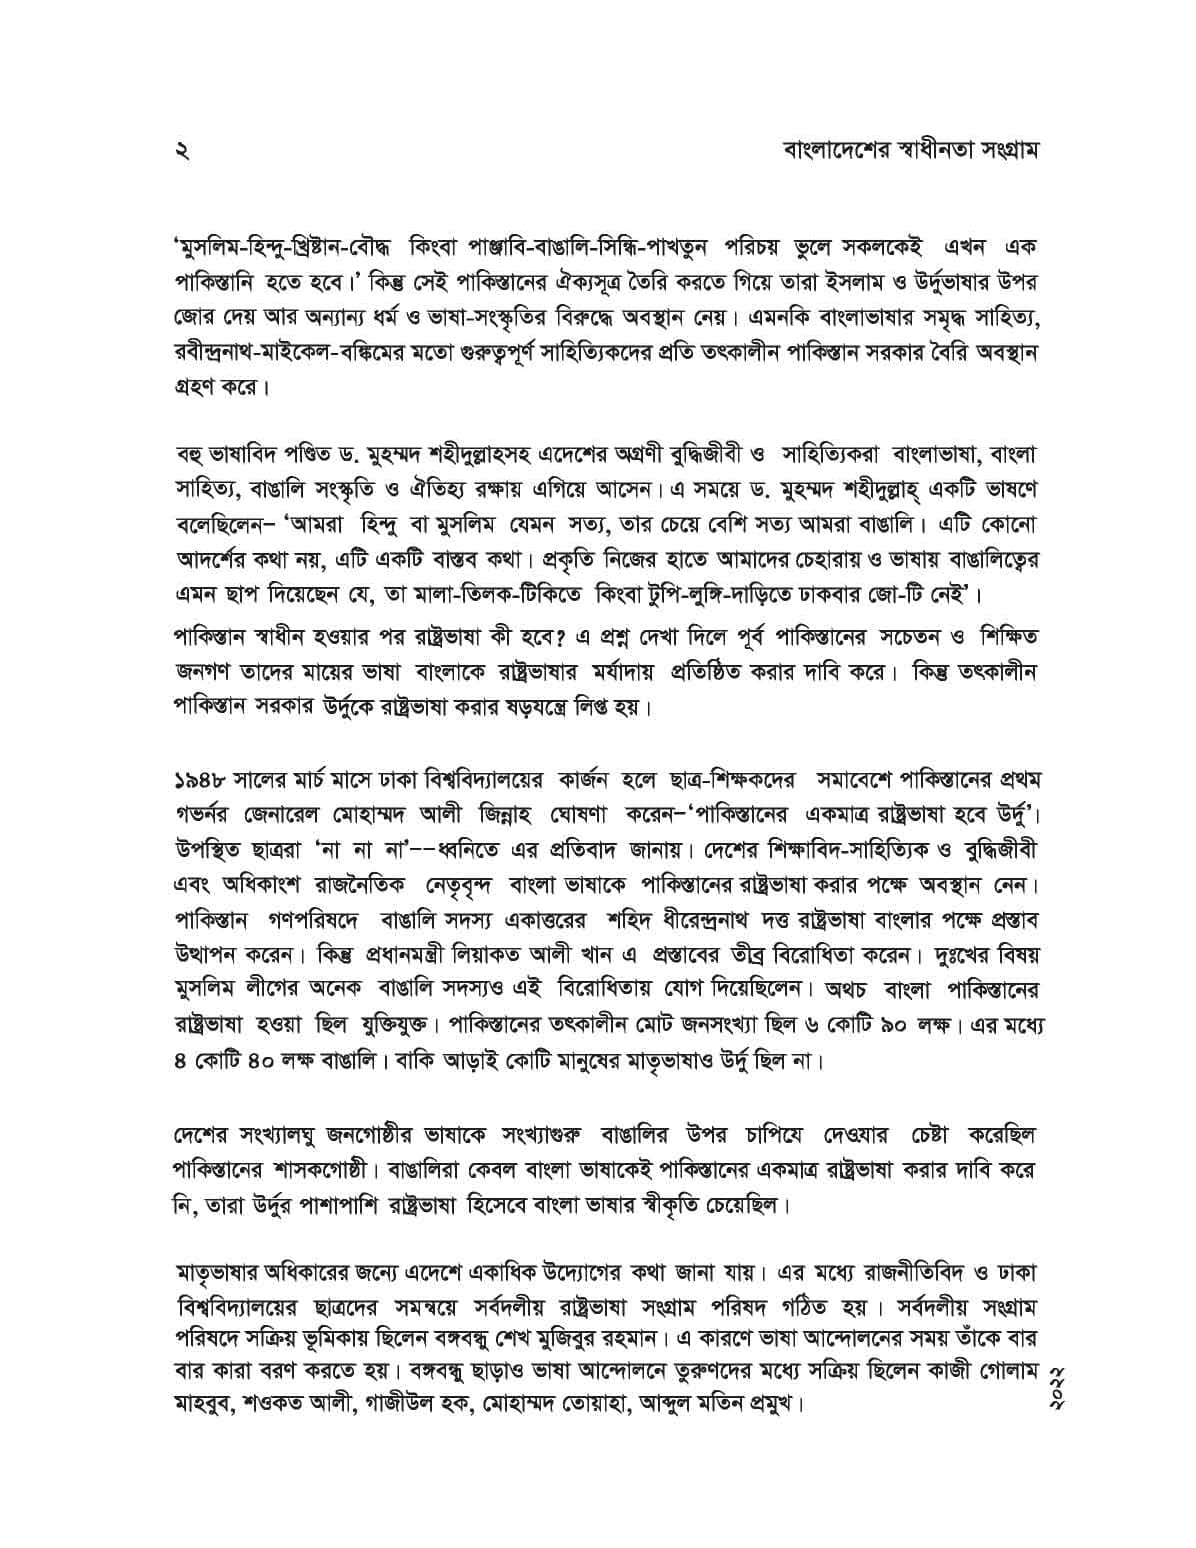 ২ বাংলাদেশের স্বাধীনতা সংগ্রাম
‘মুসলিম-হিন্দু-খ্রিষ্টান-বৌদ্ধ কিংবা পাঞ্জাবি-বাঙালি-সিন্ধি-পাখতুন পরিচয় ভুলে সকলকেই এখন এক
পাকিস্তানি হতে হবে।’ কিন্তু সেই পাকিস্তানের ঐক্যসূত্র তৈরি করতে গিয়ে তারা ইসলাম ও উর্দুভাষার উপর
জোর দেয় আর অন্যান্য ধর্ম ও ভাষা-সংস্কৃতির বিরুদ্ধে অবস্থান নেয়। এমনকি বাংলাভাষার সমৃদ্ধ সাহিত্য,
রবীন্দ্রনাথ-মাইকেল-বঙ্কিমের মতো গুরুত্বপূর্ণ সাহিত্যিকদের প্রতি তৎকালীন পাকিস্তান সরকার বৈরি অবস্থান
গ্রহণ করে।
বহু ভাষাবিদ পণ্ডিত ড. মুহম্মদ শহীদুল্লাহসহ এদেশের অগ্রণী বুদ্ধিজীবী ও সাহিত্যিকরা বাংলাভাষা, বাংলা
সাহিত্য, বাঙালি সংস্কৃতি ও ঐতিহ্য রক্ষায় এগিয়ে আসেন। এ সময়ে ড. মুহম্মদ শহীদুল্লাহ্ একটি ভাষণে
বলেছিলেন– ‘আমরা হিন্দু বা মুসলিম যেমন সত্য, তার চেয়ে বেশি সত্য আমরা বাঙালি। এটি কোনো
আদর্শের কথা নয়, এটি একটি বাস্তব কথা। প্রকৃতি নিজের হাতে আমাদের চেহারায় ও ভাষায় বাঙালিত্বের
এমন ছাপ দিয়েছেন যে, তা মালা-তিলক-টিকিতে কিংবা টুপি-লুঙ্গি-দাড়িতে ঢাকবার জো-টি নেই’।
পাকিস্তান স্বাধীন হওয়ার পর রাষ্ট্রভাষা কী হবে? এ প্রশ্ন দেখা দিলে পূর্ব পাকিস্তানের সচেতন ও শিক্ষিত
জনগণ তাদের মায়ের ভাষা বাংলাকে রাষ্ট্রভাষার মর্যাদায় প্রতিষ্ঠিত করার দাবি করে। কিন্তু তৎকালীন
পাকিস্তান সরকার উর্দুকে রাষ্ট্রভাষা করার ষড়যন্ত্রে লিপ্ত হয়।
১৯৪৮ সালের মার্চ মাসে ঢাকা বিশ্ববিদ্যালয়ের কার্জন হলে ছাত্র-শিক্ষকদের সমাবেশে পাকিস্তানের প্রথম
গভর্নর জেনারেল মোহাম্মদ আলী জিন্নাহ ঘোষণা করেন–‘পাকিস্তানের একমাত্র রাষ্ট্রভাষা হবে উর্দু’।
উপস্থিত ছাত্ররা ‘না না না’––ধ্বনিতে এর প্রতিবাদ জানায়। দেশের শিক্ষাবিদ-সাহিত্যিক ও বুদ্ধিজীবী
এবং অধিকাংশ রাজনৈতিক নেতৃবৃন্দ বাংলা ভাষাকে পাকিস্তানের রাষ্ট্রভাষা করার পক্ষে অবস্থান নেন।
পাকিস্তান গণপরিষদে বাঙালি সদস্য একাত্তরের শহিদ ধীরেন্দ্রনাথ দত্ত রাষ্ট্রভাষা বাংলার পক্ষে প্রস্তাব
উত্থাপন করেন। কিন্তু প্রধানমন্ত্রী লিয়াকত আলী খান এ প্রস্তাবের তীব্র বিরোধিতা করেন। দুঃখের বিষয়
মুসলিম লীগের অনেক বাঙালি সদস্যও এই বিরোধিতায় যোগ দিয়েছিলেন। অথচ বাংলা পাকিস্তানের
রাষ্ট্রভাষা হওয়া ছিল যুক্তিযুক্ত। পাকিস্তানের তৎকালীন মোট জনসংখ্যা ছিল ৬ কোটি ৯০ লক্ষ। এর মধ্যে
৪ কোটি ৪০ লক্ষ বাঙালি। বাকি আড়াই কোটি মানুষের মাতৃভাষাও উর্দু ছিল না।
দেশের সংখ্যালঘু জনগোষ্ঠীর ভাষাকে সংখ্যাগুরু বাঙালির উপর চাপিযে দেওযার চেষ্টা করেছিল
পাকিস্তানের শাসকগোষ্ঠী। বাঙালিরা কেবল বাংলা ভাষাকেই পাকিস্তানের একমাত্র রাষ্ট্রভাষা করার দাবি করে
নি, তারা উর্দুর পাশাপাশি রাষ্ট্রভাষা হিসেবে বাংলা ভাষার স্বীকৃতি চেয়েছিল।
মাতৃভাষার অধিকারের জন্যে এদেশে একাধিক উদ্যোগের কথা জানা যায়। এর মধ্যে রাজনীতিবিদ ও ঢাকা
বিশ্ববিদ্যালয়ের ছাত্রদের সমন্বয়ে সর্বদলীয় রাষ্ট্রভাষা সংগ্রাম পরিষদ গঠিত হয় । সর্বদলীয় সংগ্রাম
পরিষদে সক্রিয় ভূমিকায় ছিলেন বঙ্গবন্ধু শেখ মুজিবুর রহমান। এ কারণে ভাষা আন্দোলনের সময় তাঁকে বার
বার কারা বরণ করতে হয়। বঙ্গবন্ধু ছাড়াও ভাষা আন্দোলনে তুরুণদের মধ্যে সক্রিয় ছিলেন কাজী গোলাম
মাহবুব, শওকত আলী, গাজীউল হক, মোহাম্মদ তোয়াহা, আব্দুল মতিন প্রমুখ।
২০২২